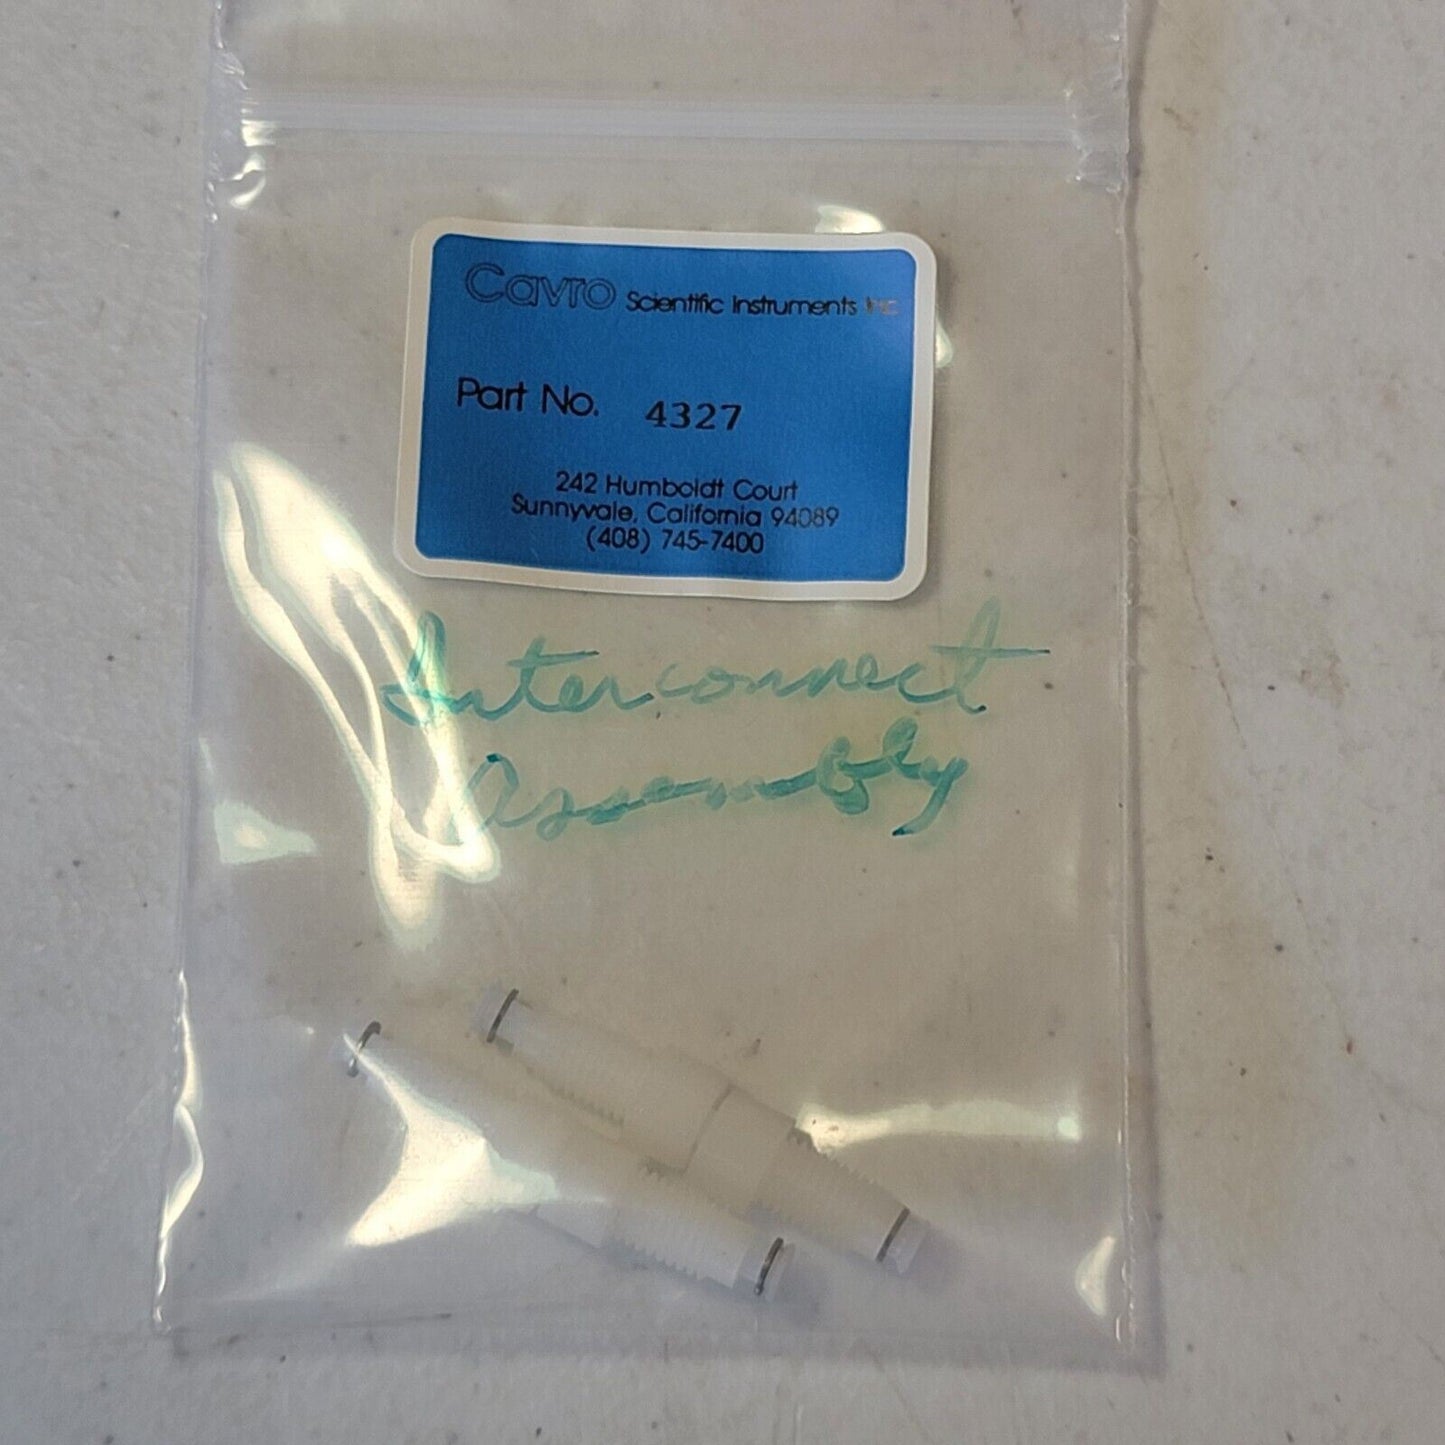 Cavro Scientific Instruments Inc
Part No. 4327
242 Humboldt Court
Sunnyvale, California 94089
(408) 745-7400
Interconnect
Assembly